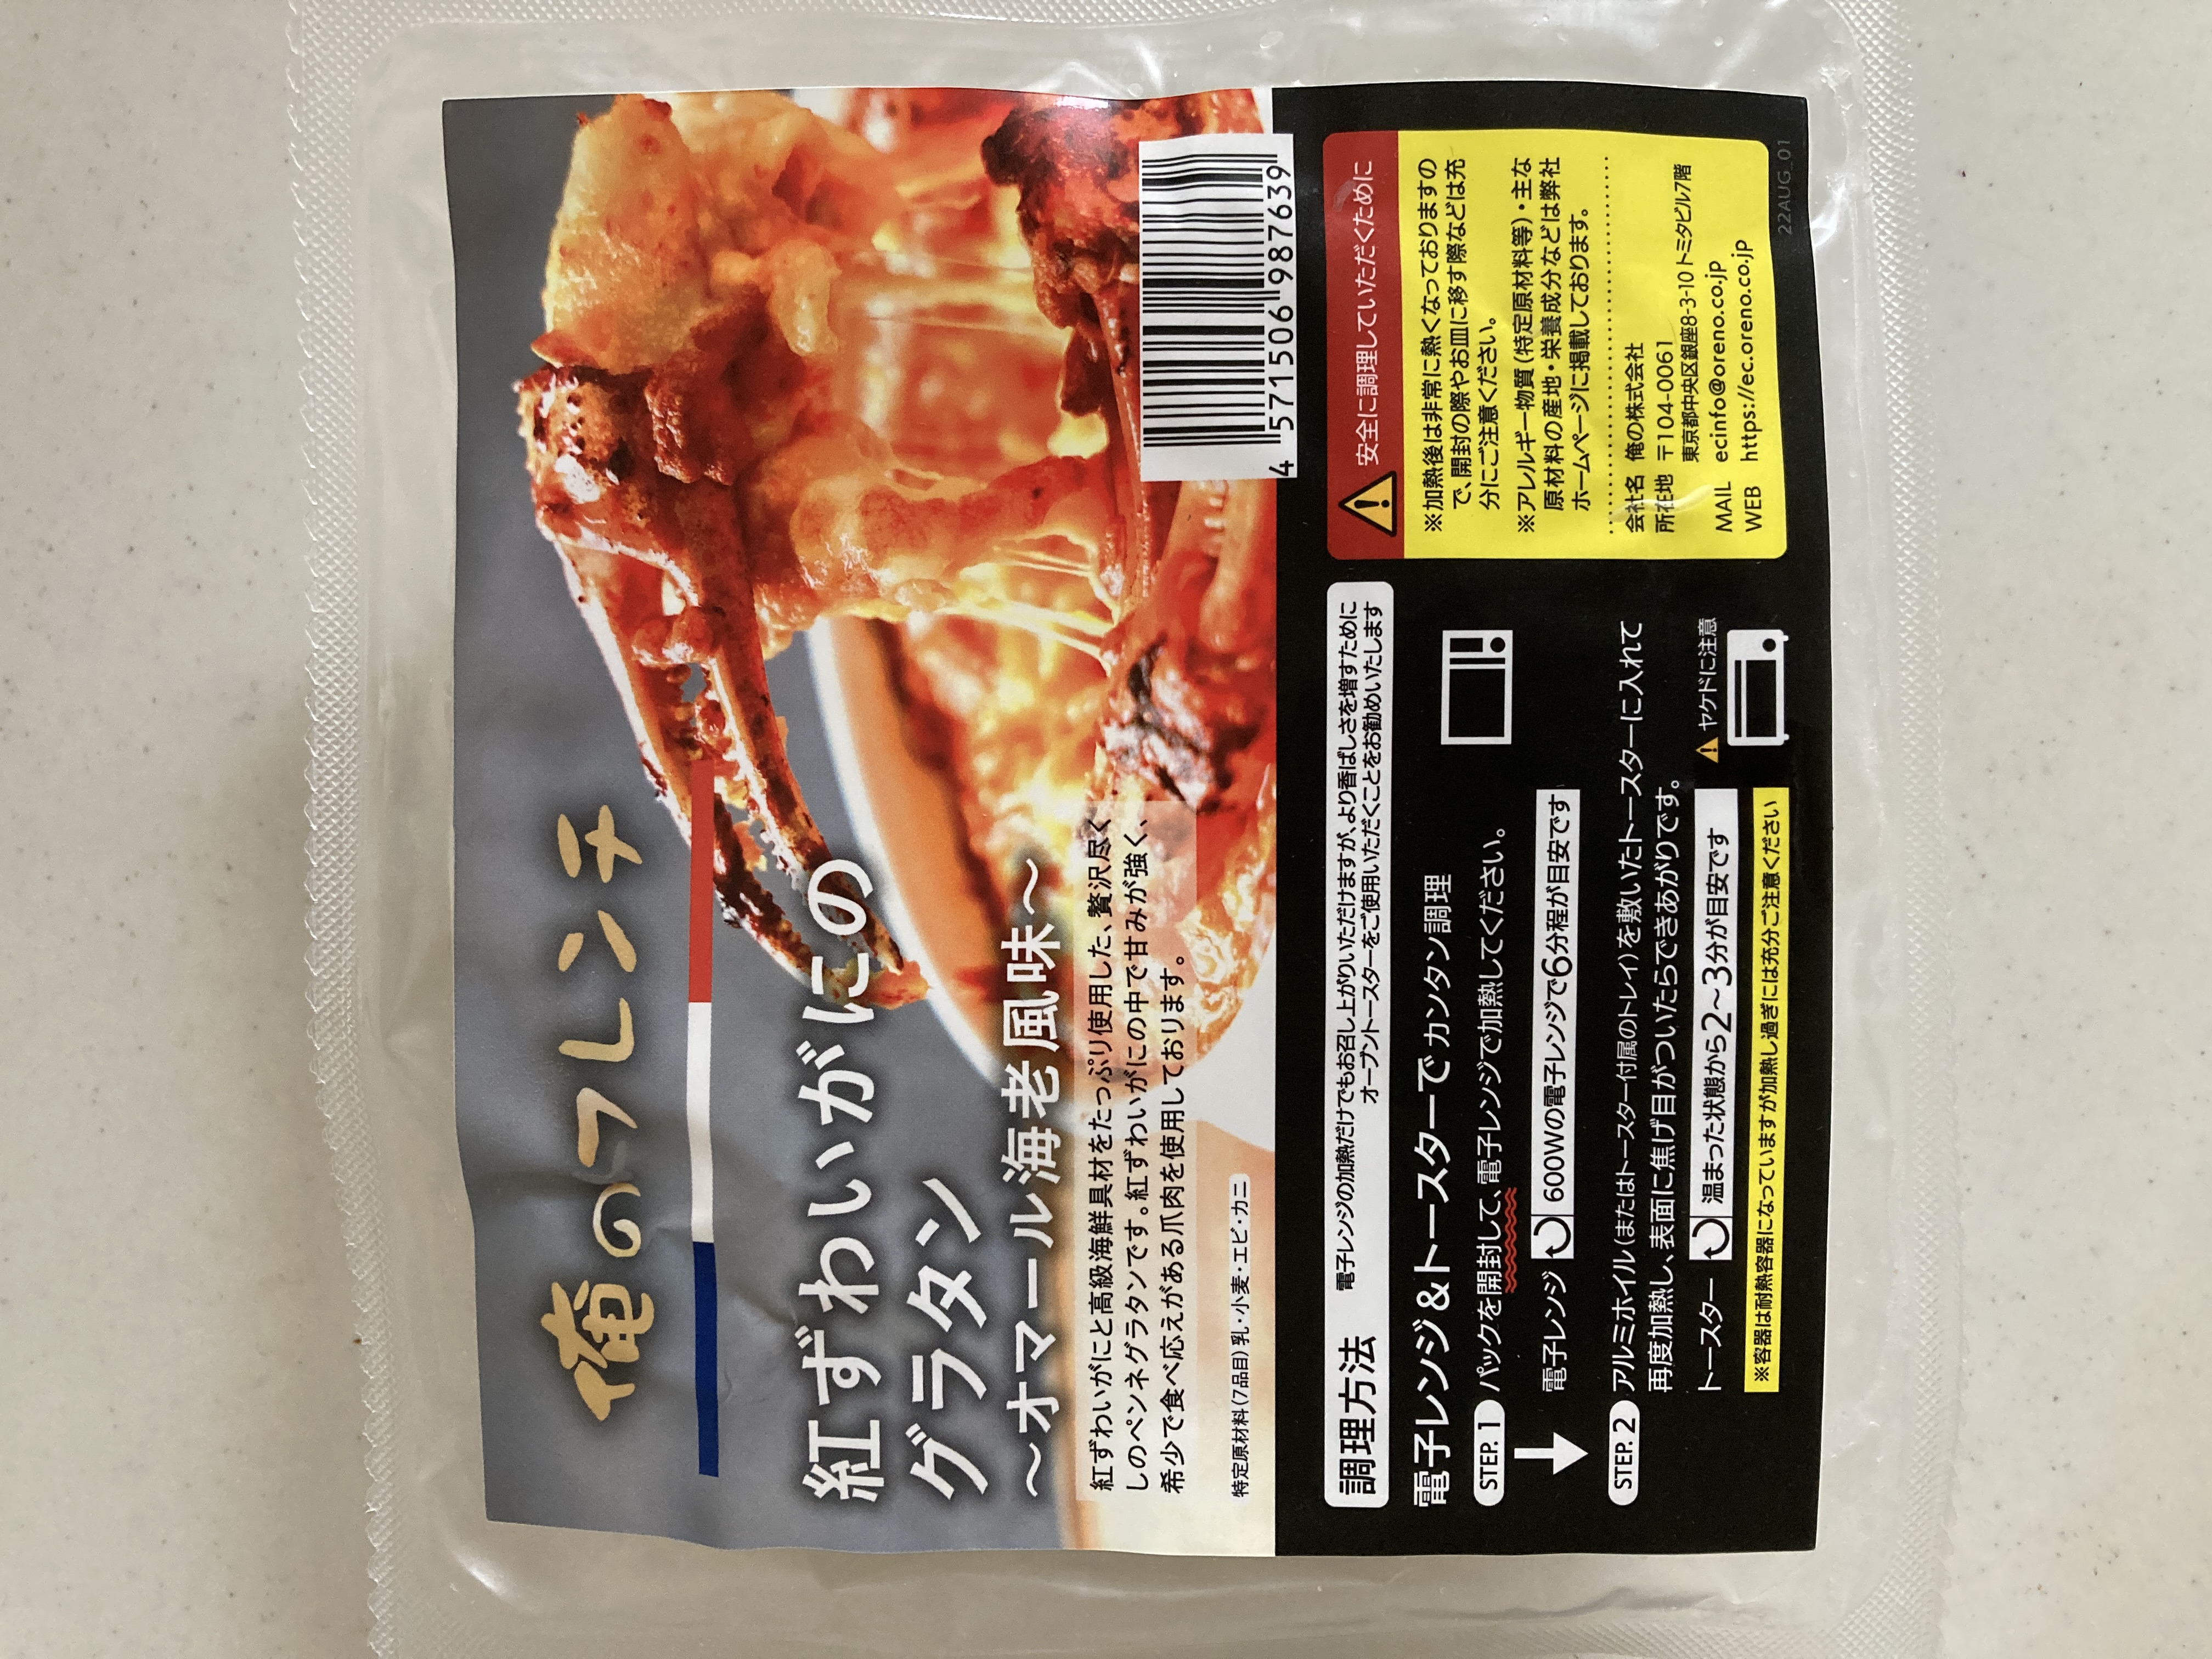 俺のフレンチ
紅ずわいがにの
グラタン
～オマール海老風味～
紅ずわいがにと高級海鮮具材をたっぷり使用した、贅沢尽く
しのペンネグラタンです。紅ずわいがにの中で甘みが強く、
希少で食べ応えがある爪肉を使用しております。
特定原材料(7品目)乳・小麦・エビ・カニ
4 571506 987639
調理方法
電子レンジの加熱だけでもお召し上がりいただけますが、より香ばしさを増すために
オーブントースターをご使用いただくことをお勧めいたします
電子レンジ&トースターでカンタン調理
STEP.1 パックを開封して、電子レンジで加熱してください。
電子レンジ 600Wの電子レンジで6分程が目安です
STEP.2 アルミホイル(またはトースター付属のトレイ)を敷いたトースターに入れて
再度加熱し、表面に焦げ目がついたらできあがりです。
トースター 温まった状態から2～3分が目安です
ヤケドに注意
※容器は耐熱容器になっていますが加熱し過ぎには充分ご注意ください
安全に調理していただくために
※加熱後は非常に熱くなっておりますの
で、開封の際やお皿に移す際などは充
分にご注意ください。
※アレルギー物質(特定原材料等)・主な
原材料の産地・栄養成分などは弊社
ホームページに掲載しております。
会社名 俺の株式会社
所在地 〒104-0061
東京都中央区銀座8-3-10トミタビル7階
MAIL ecinfo@oreno.co.jp
WEB https://ec.oreno.co.jp
22AUG_01